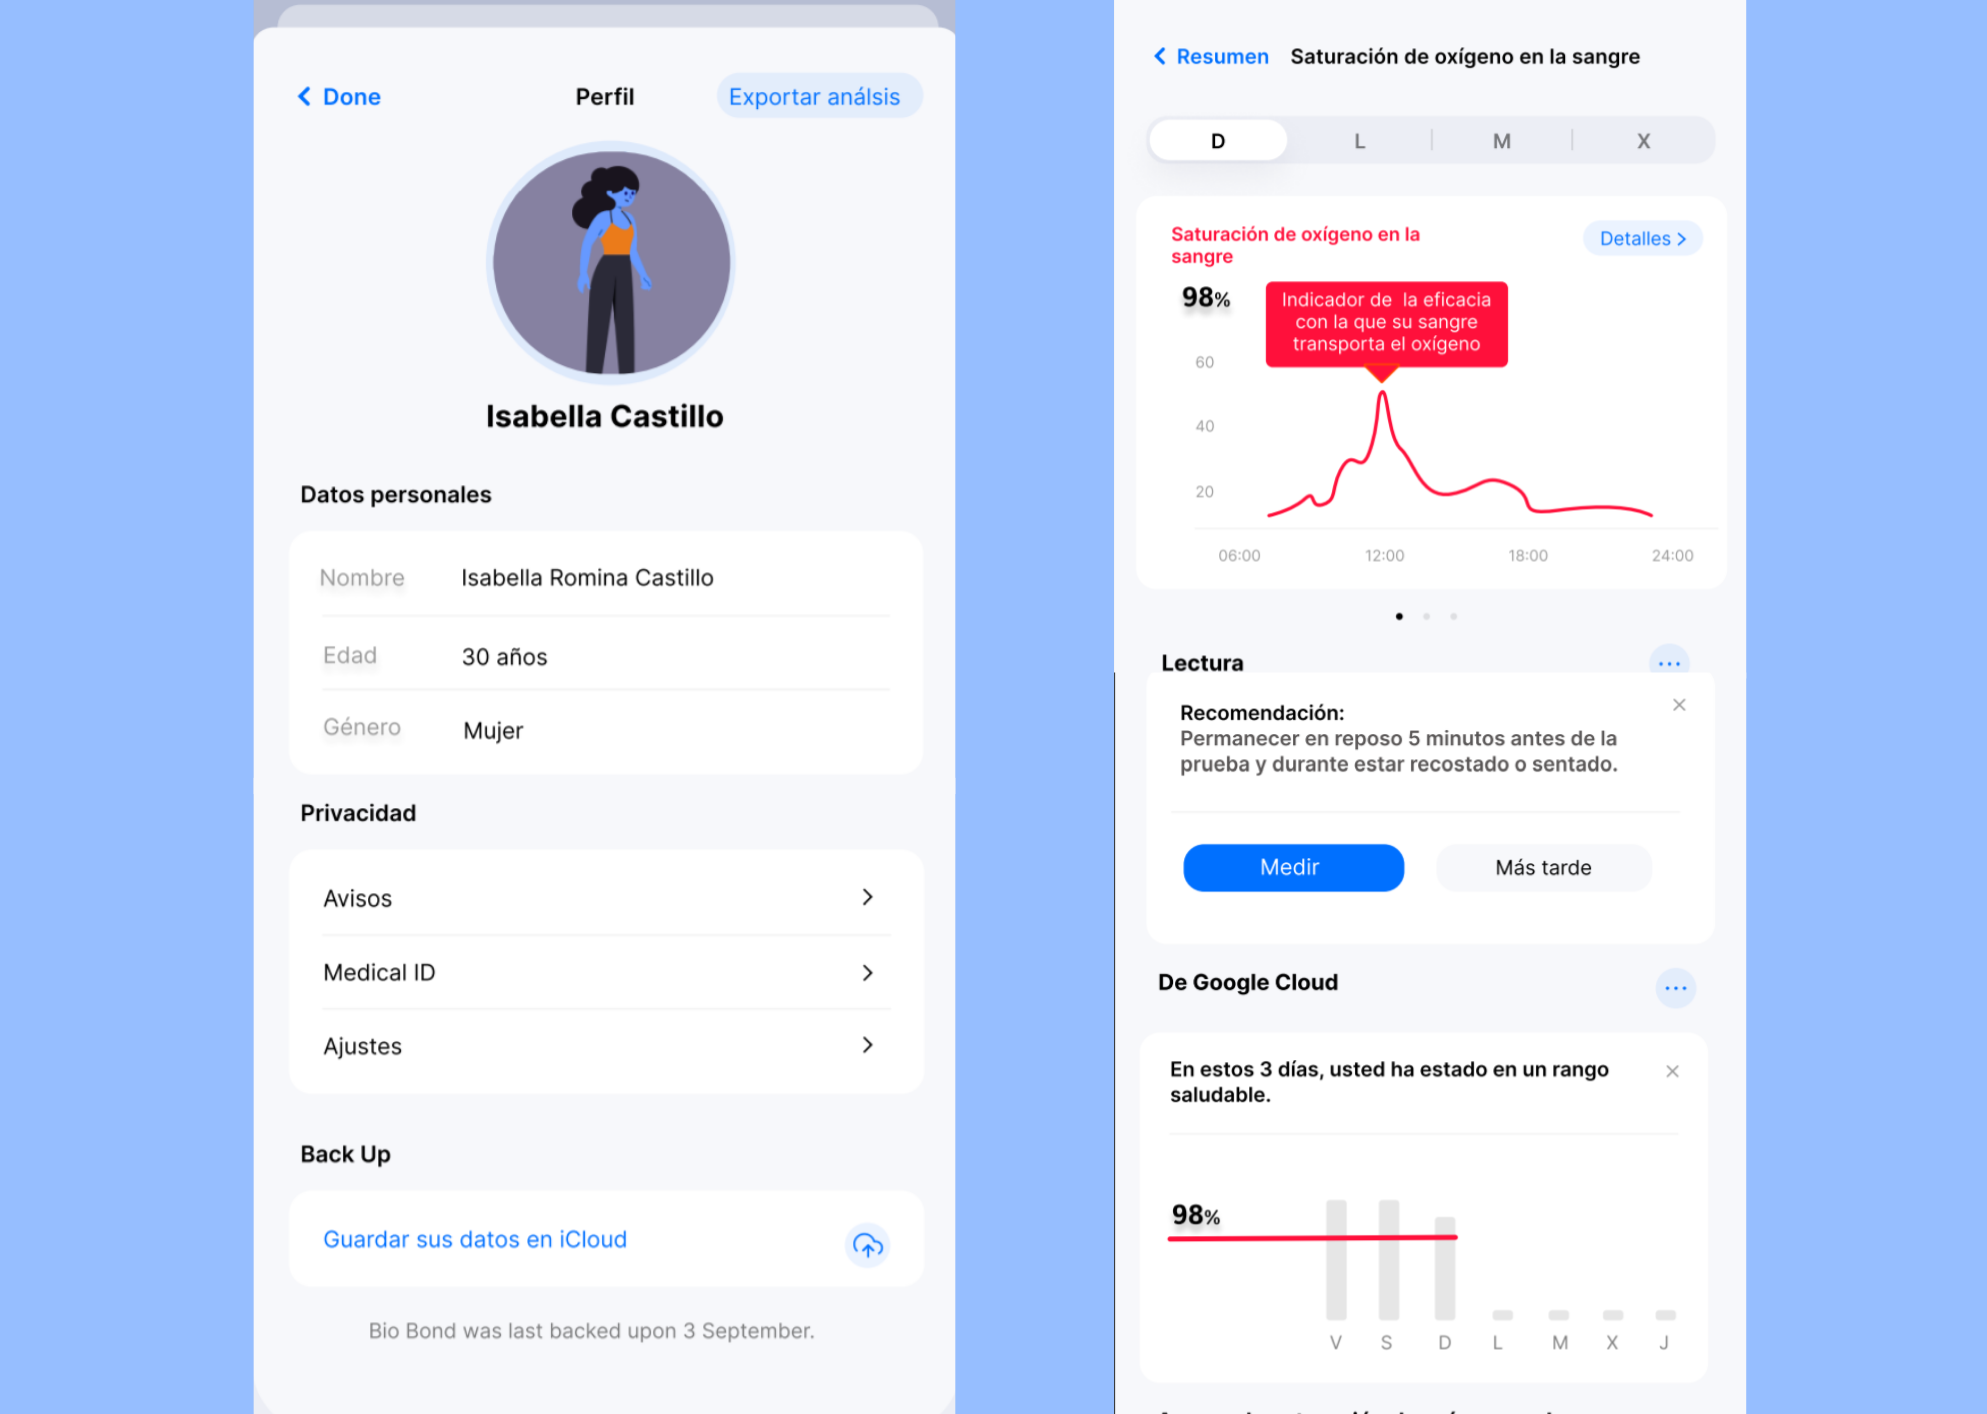 Done
Perfil
Exportar análsis
Isabella Castillo
Datos personales
Nombre Isabella Romina Castillo
Edad 30 años
Género Mujer
Privacidad
Avisos
Medical ID
Ajustes
Back Up
Guardar sus datos en iCloud
Bio Bond was last backed upon 3 September.
Resumen Saturación de oxígeno en la sangre
D L M X
Saturación de oxígeno en la
sangre
Detalles
98%
Indicador de la eficacia
con la que su sangre
transporta el oxígeno
60
40
20
06:00 12:00 18:00 24:00
Lectura
Recomendación:
Permanecer en reposo 5 minutos antes de la
prueba y durante estar recostado o sentado.
Medir Más tarde
De Google Cloud
En estos 3 días, usted ha estado en un rango
saludable.
98%
V S D L M X J